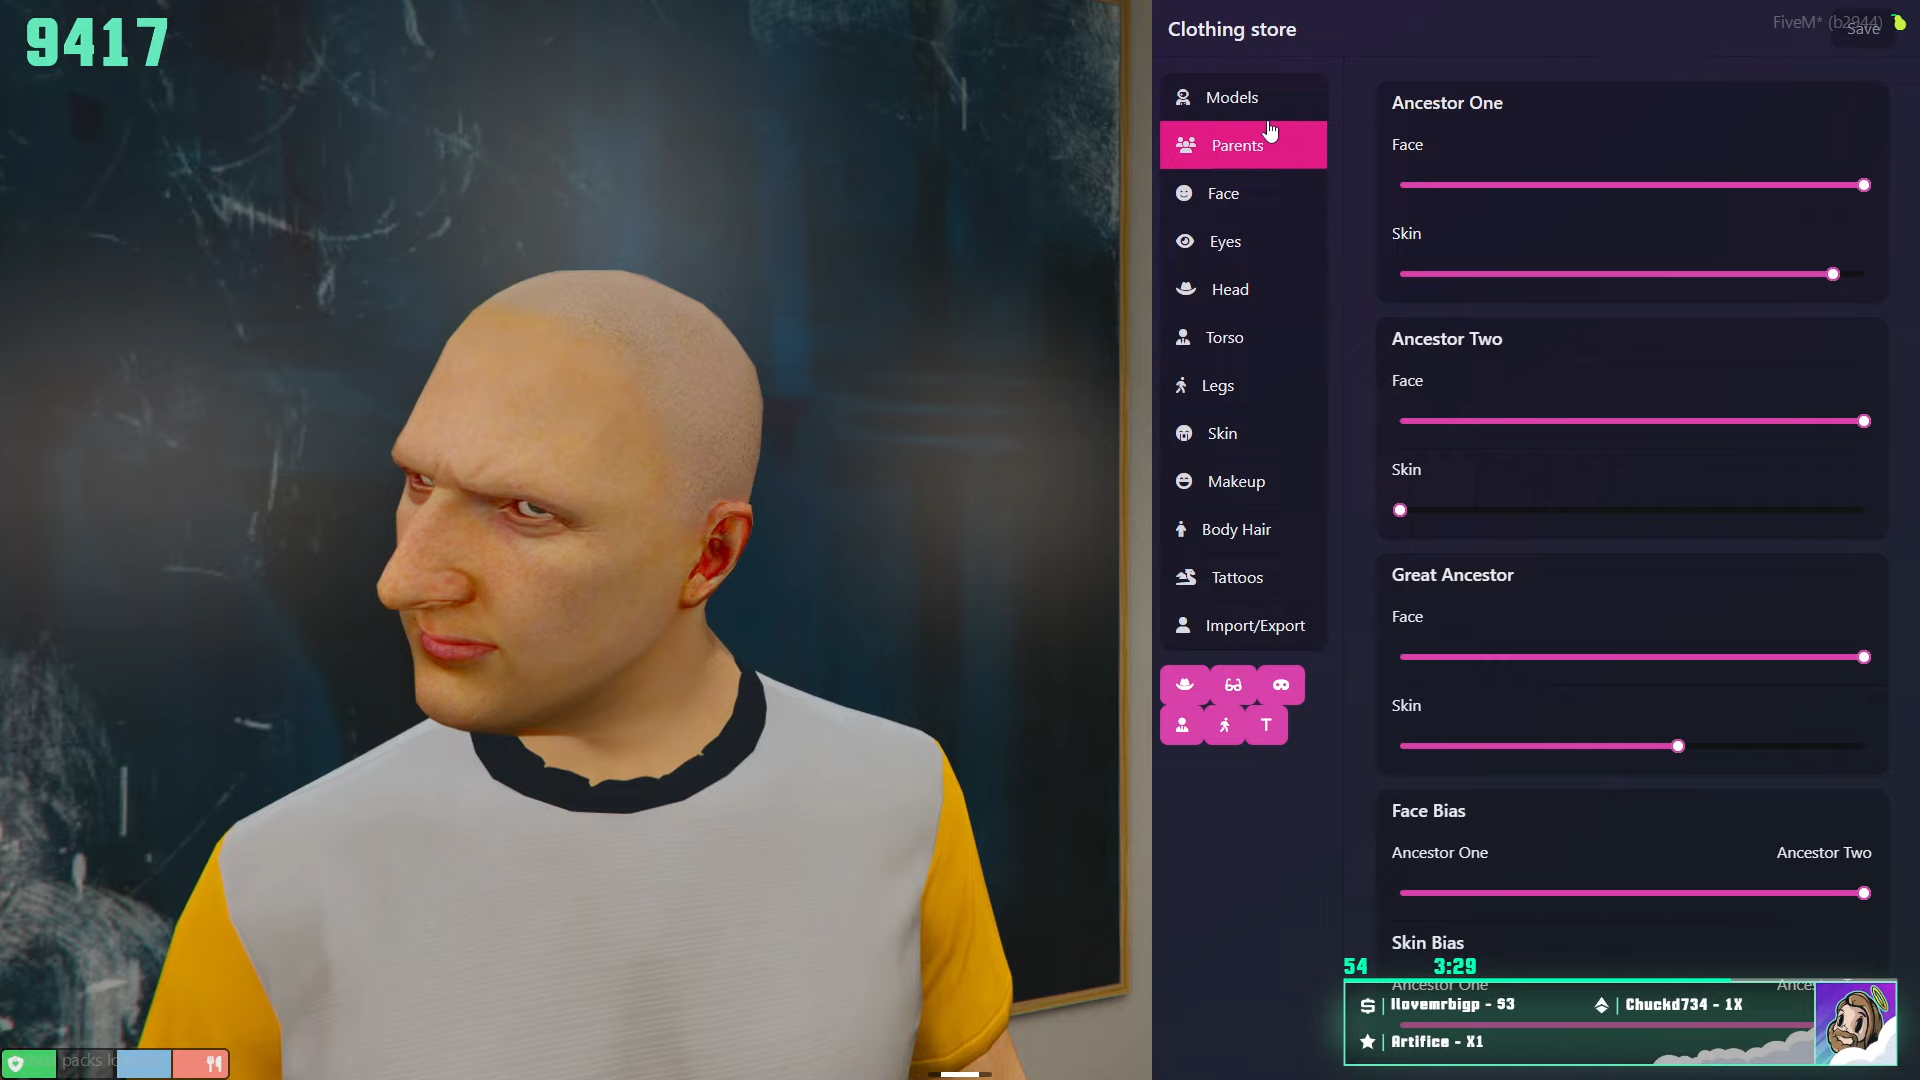 9417
Clothing store
FiveM* (b2944)
Save
Models
Parents
Face
Eyes
Head
Torso
Legs
Skin
Makeup
Body Hair
Tattoos
Import/Export
T
Ancestor One
Face
Skin
Ancestor Two
Face
Skin
Great Ancestor
Face
Skin
Face Bias
Ancestor One Ancestor Two
Skin Bias
54 3:29
Ancestor One
Ilovemrbigp - $3
Chuckd734 - 1X
Artifice - X1
packs